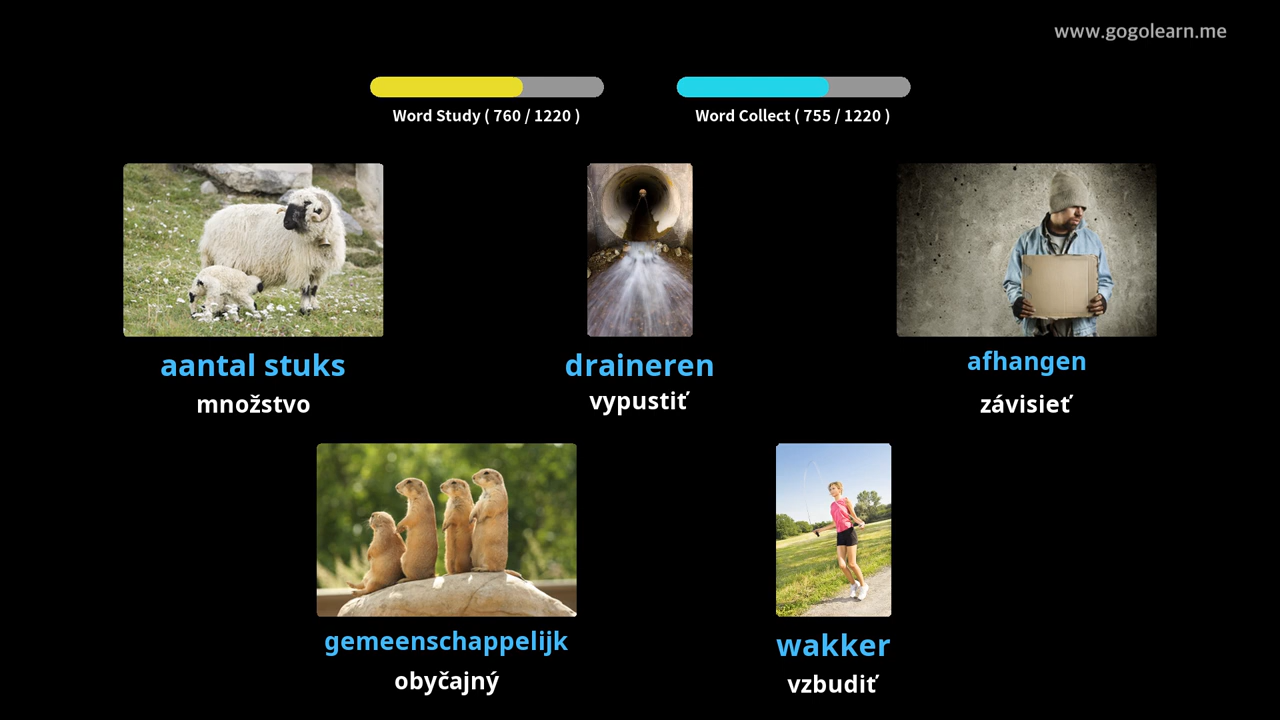 www.gogolearn.me
Word Study ( 760 / 1220 )
Word Collect ( 755 / 1220 )
aantal stuks
množstvo
draineren
vypustiť
afhangen
závisieť
gemeenschappelijk
obyčajný
wakker
vzbudiť